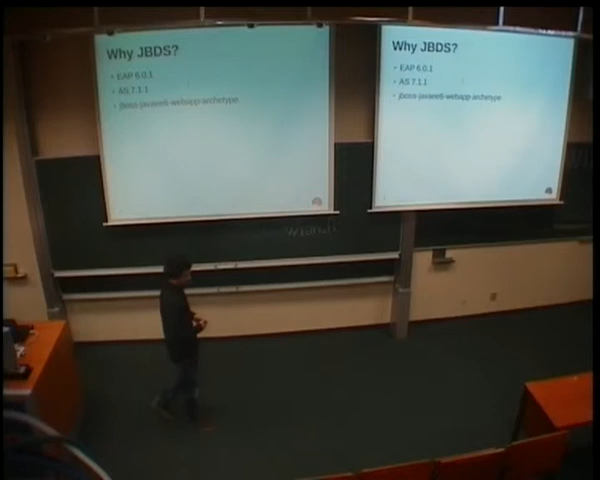 Why JBDS?
EAP 6.0.1
AS 7.1.1
jboss-javaee6-webapp-archetype
Why JBDS?
EAP 6.0.1
AS 7.1.1
jboss-javaee6-webapp-archetype